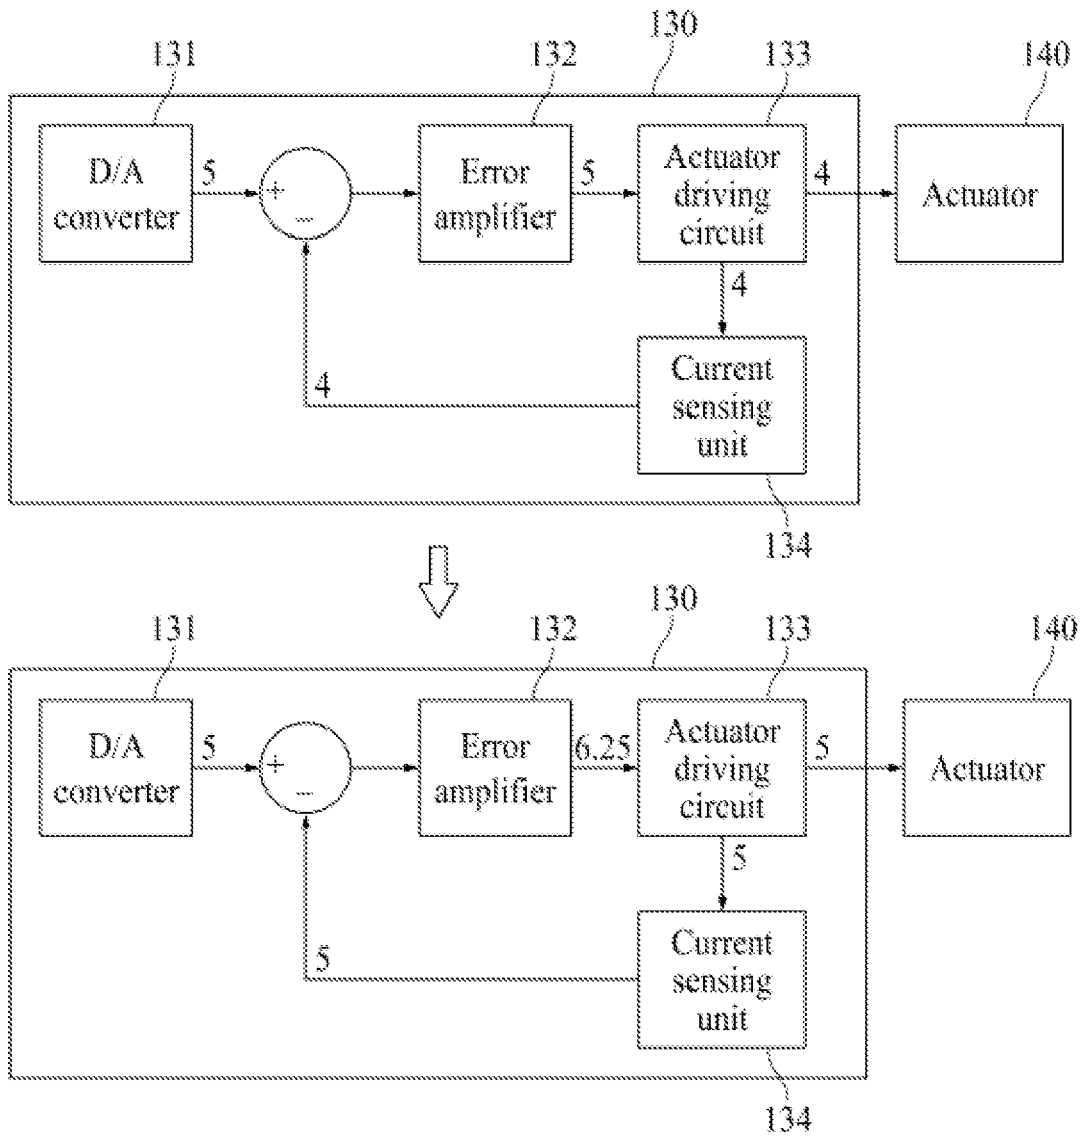 130
131
132
133
140
D/A
converter
5
+
−
Error
amplifier
5
Actuator
driving
circuit
4
Actuator
4
Current
sensing
unit
4
134
130
131
132
133
140
D/A
converter
5
+
−
Error
amplifier
6.25
Actuator
driving
circuit
5
Actuator
5
Current
sensing
unit
5
134